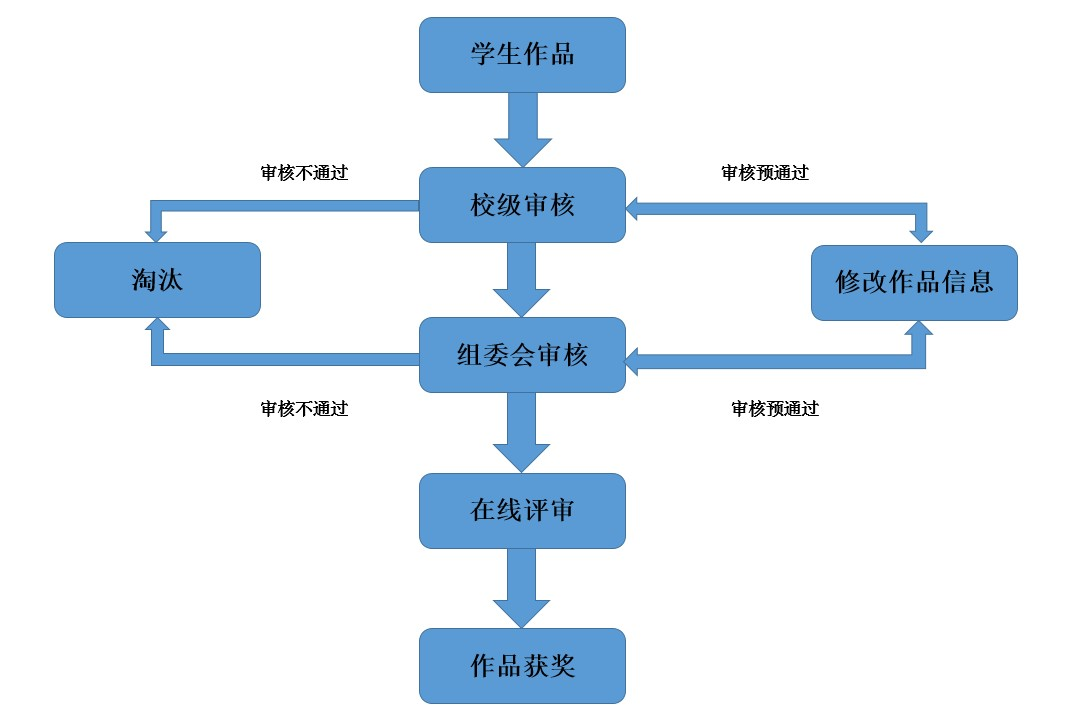 学生作品
审核不通过
审核预通过
校级审核
淘汰
修改作品信息
组委会审核
审核不通过
审核预通过
在线评审
作品获奖